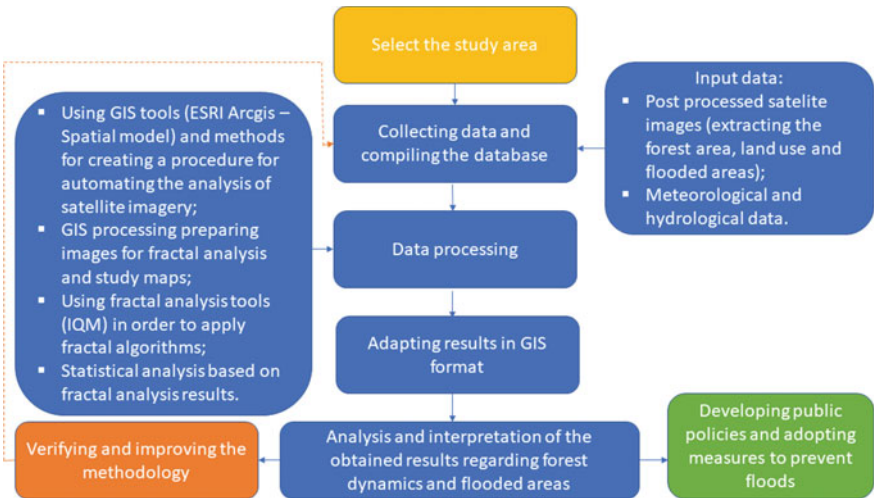 Select the study area
Input data:
▪ Post processed satelite
images (extracting the
forest area, land use and
flooded areas);
▪ Meteorological and
hydrological data.
Collecting data and
compiling the database
▪ Using GIS tools (ESRI Arcgis –
Spatial model) and methods
for creating a procedure for
automating the analysis of
satellite imagery;
▪ GIS processing preparing
images for fractal analysis
and study maps;
▪ Using fractal analysis tools
(IQM) in order to apply
fractal algorithms;
▪ Statistical analysis based on
fractal analysis results.
Data processing
Adapting results in GIS
format
Verifying and improving the
methodology
Analysis and interpretation of the
obtained results regarding forest
dynamics and flooded areas
Developing public
policies and adopting
measures to prevent
floods